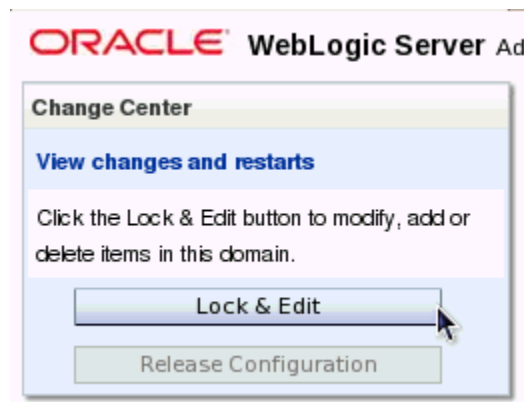 ORACLE WebLogic Server Ad
Change Center
View changes and restarts
Click the Lock & Edit button to modify, add or
delete items in this domain.
Lock & Edit
Release Configuration